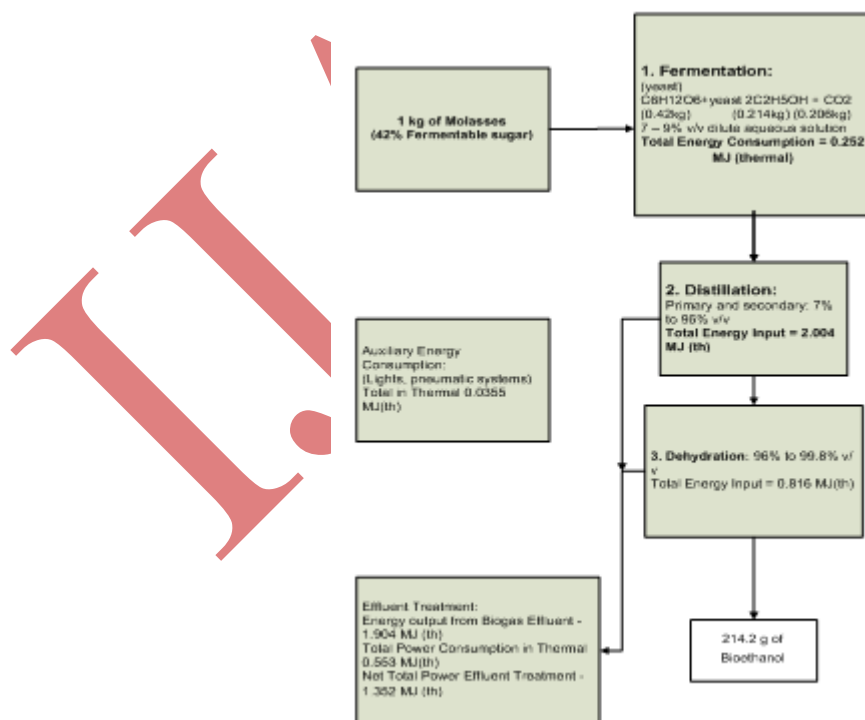 1 kg of Molasses
(42% Fermentable sugar)
1. Fermentation:
(yeast)
C6H12O6+yeast 2C2H5OH + CO2
(0.42kg) (0.214kg) (0.206kg)
7 – 9% v/v dilute aqueous solution
Total Energy Consumption = 0.252
MJ (thermal)
2. Distillation:
Primary and secondary: 7%
to 96% v/v
Total Energy Input = 2.004
MJ (th)
Auxiliary Energy
Consumption:
(Lights, pneumatic systems)
Total in Thermal 0.0355
MJ(th)
3. Dehydration: 96% to 99.8% v/
v
Total Energy Input = 0.816 MJ(th)
Effluent Treatment:
Energy output from Biogas Effluent -
1.904 MJ (th)
Total Power Consumption in Thermal
0.553 MJ(th)
Net Total Power Effluent Treatment -
1.352 MJ (th)
214.2 g of
Bioethanol